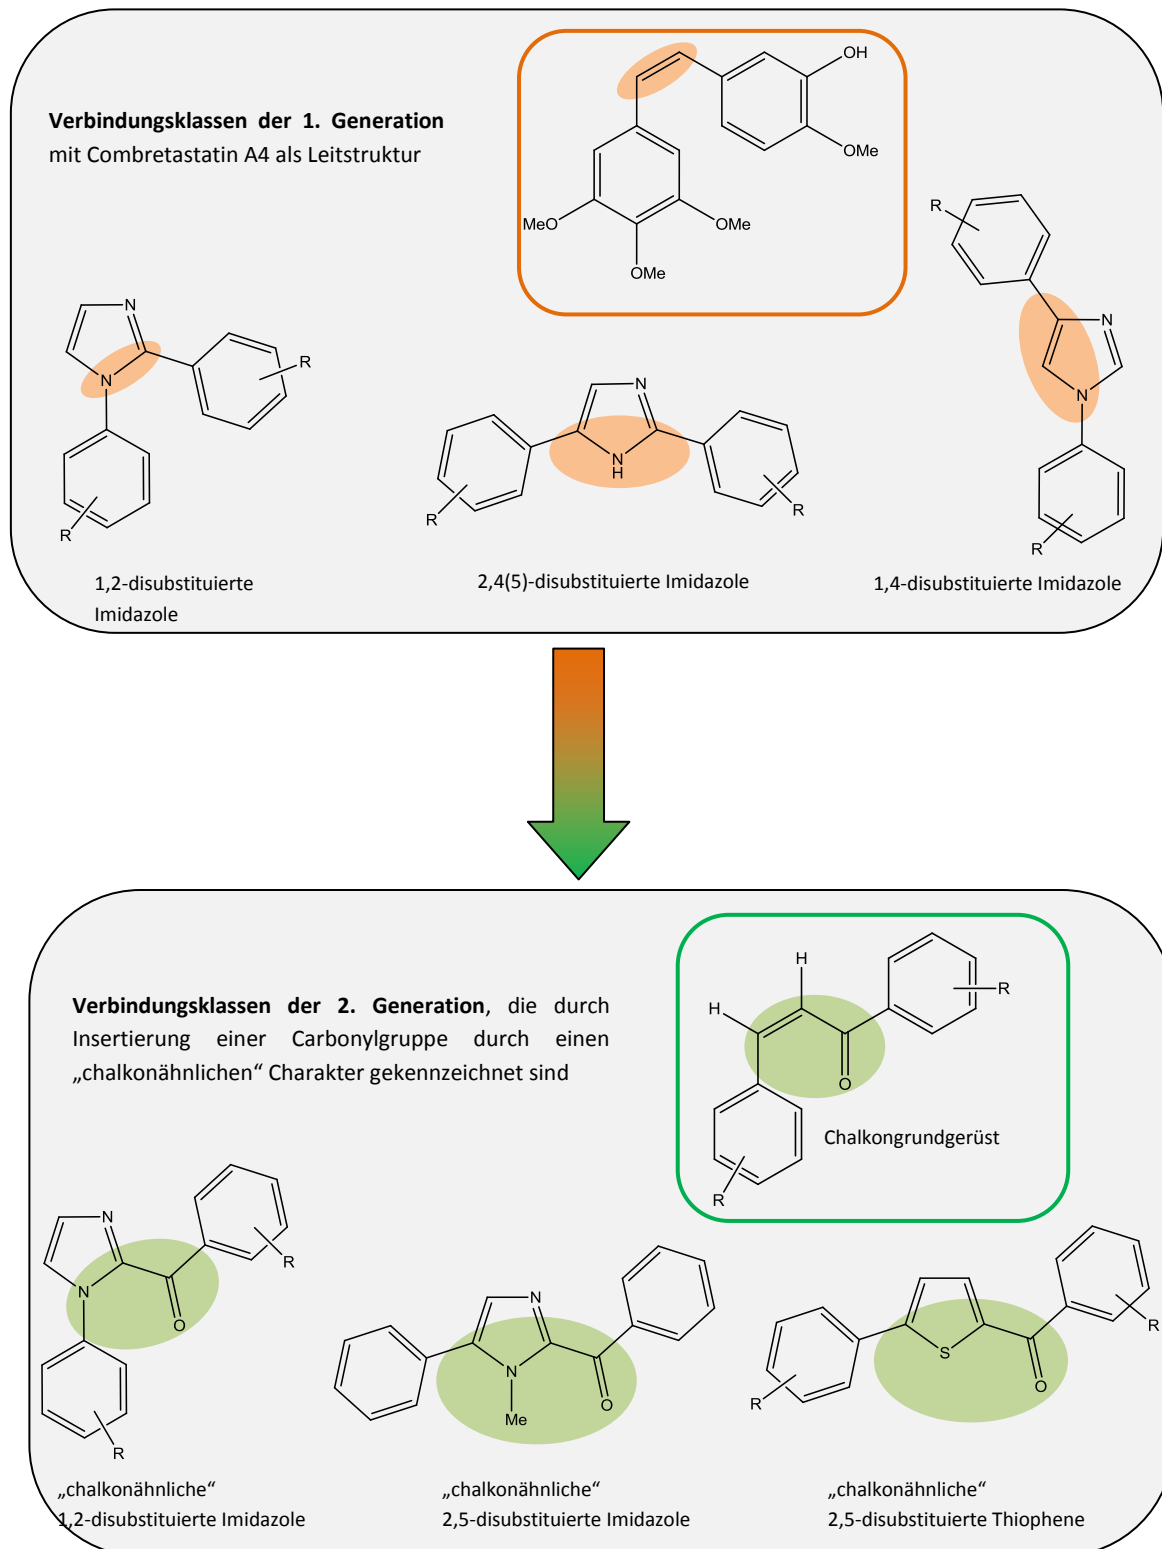 OH
Verbindungsklassen der 1. Generation
mit Combretastatin A4 als Leitstruktur
OMe
R
MeO
OMe
OMe
N
N
R
N
N
N
R
N
H
R
R
R
1,2-disubstituierte
Imidazole
2,4(5)-disubstituierte Imidazole
1,4-disubstituierte Imidazole
H
R
H
Verbindungsklassen der 2. Generation, die durch
Insertierung einer Carbonylgruppe durch einen
„chalkonähnlichen“ Charakter gekennzeichnet sind
O
Chalkongrundgerüst
R
N
R
N
O
N
N
O
Me
R
S
O
R
R
„chalkonähnliche“
1,2-disubstituierte Imidazole
„chalkonähnliche“
2,5-disubstituierte Imidazole
„chalkonähnliche“
2,5-disubstituierte Thiophene